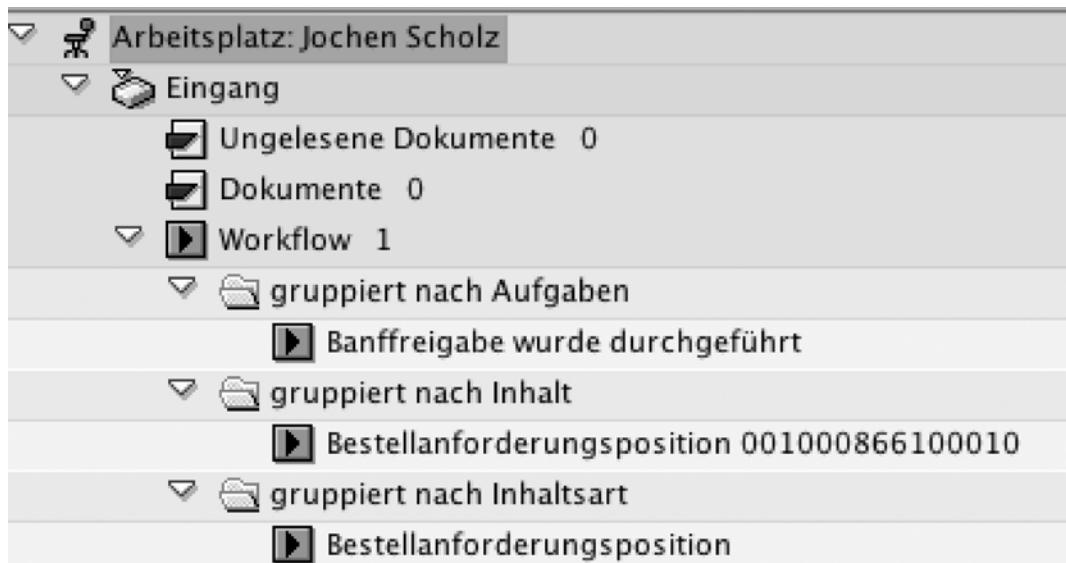 Arbeitsplatz: Jochen Scholz
Eingang
Ungelesene Dokumente 0
Dokumente 0
Workflow 1
gruppiert nach Aufgaben
Banffreigabe wurde durchgeführt
gruppiert nach Inhalt
Bestellanforderungsposition 001000866100010
gruppiert nach Inhaltsart
Bestellanforderungsposition